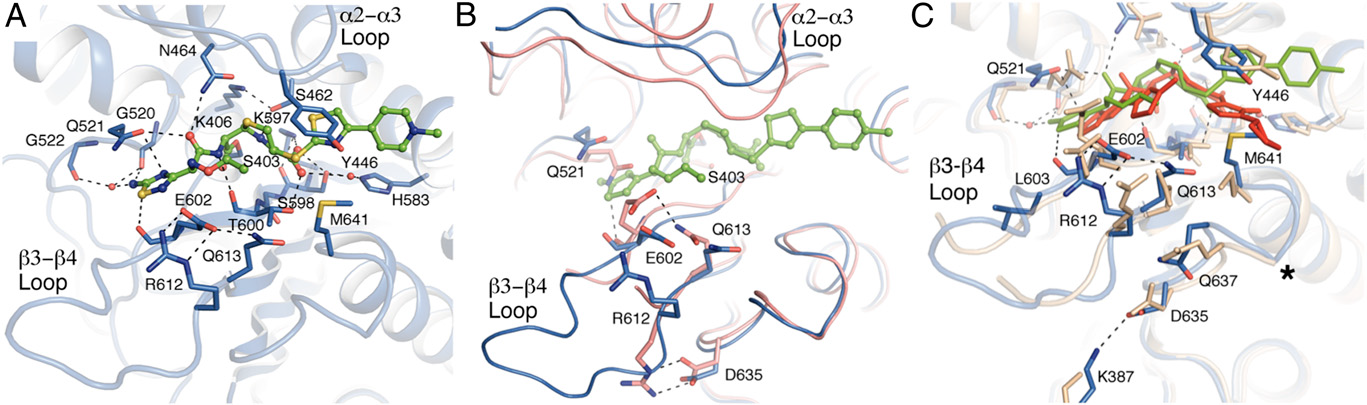 A
α2–α3
Loop
N464
S462
G520
Q521
G522
K406
K597
S403
Y446
E602
S598
H583
T600
M641
β3–β4
Loop
Q613
R612
B
α2–α3
Loop
Q521
S403
Q613
E602
β3–β4
Loop
R612
D635
C
Q521
Y446
E602
M641
β3-β4
Loop
L603
Q613
R612
Q637
*
D635
K387